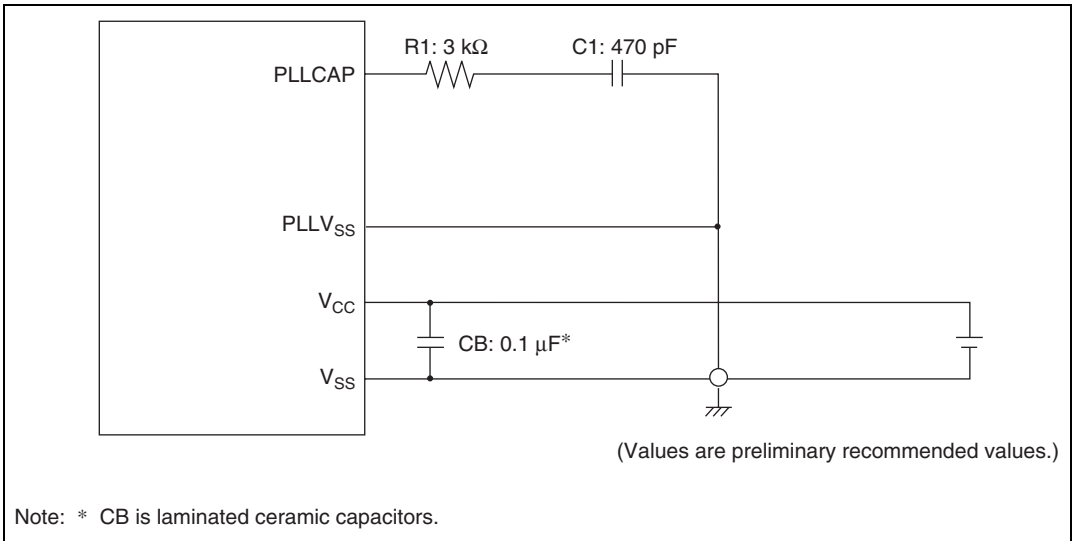 R1: 3 kΩ
C1: 470 pF
PLLCAP
PLLVSS
VCC
CB: 0.1 μF*
VSS
(Values are preliminary recommended values.)
Note: * CB is laminated ceramic capacitors.